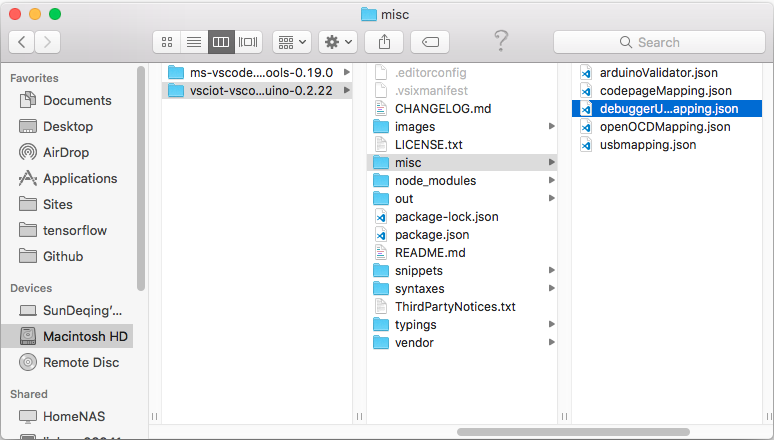 misc
?
Search
Favorites
Documents
Desktop
AirDrop
Applications
Sites
tensorflow
Github
Devices
SunDeqing’…
Macintosh HD
Remote Disc
Shared
HomeNAS
ms-vscode....ools-0.19.0
vsciot-vsco...uino-0.2.22
.editorconfig
.vsixmanifest
CHANGELOG.md
images
LICENSE.txt
misc
node_modules
out
package-lock.json
package.json
README.md
snippets
syntaxes
ThirdPartyNotices.txt
typings
vendor
arduinoValidator.json
codepageMapping.json
debuggerU...apping.json
openOCDMapping.json
usbmapping.json